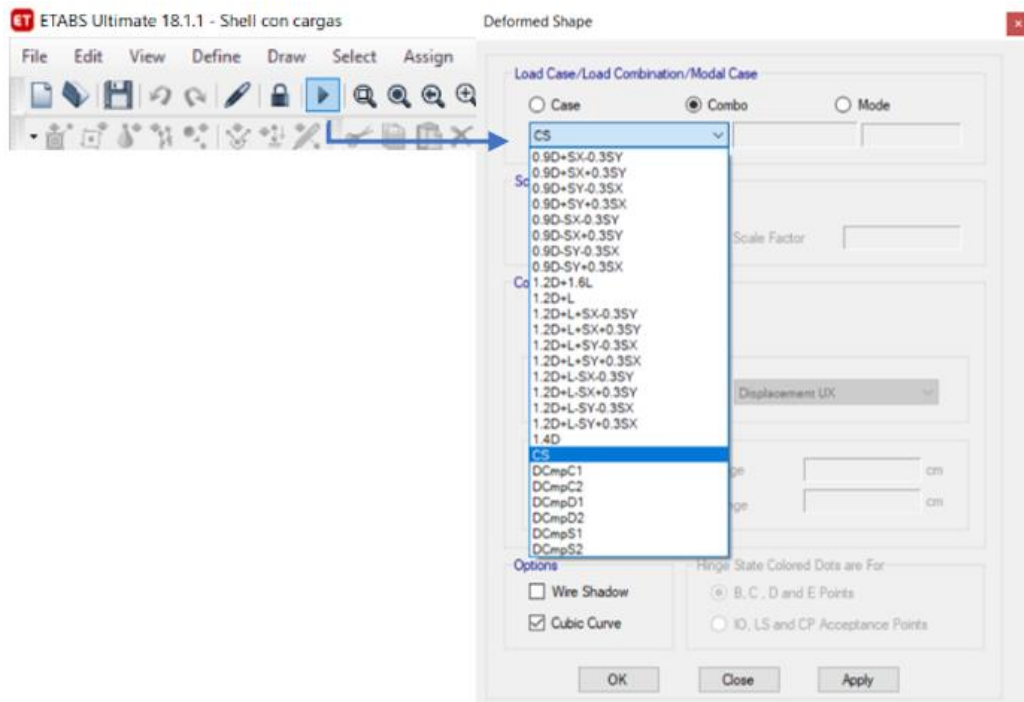 ETABS Ultimate 18.1.1 - Shell con cargas
File Edit View Define Draw Select Assign
Deformed Shape
Load Case/Load Combination/Modal Case
Case Combo Mode
CS
0.9D+SX-0.3SY
0.9D+SX+0.3SY
0.9D+SY-0.3SX
0.9D+SY+0.3SX
0.9D-SX-0.3SY
0.9D-SX+0.3SY
0.9D-SY-0.3SX
0.9D-SY+0.3SX
1.2D+1.6L
1.2D+L
1.2D+L+SX-0.3SY
1.2D+L+SX+0.3SY
1.2D+L+SY-0.3SX
1.2D+L+SY+0.3SX
1.2D+L-SX-0.3SY
1.2D+L-SX+0.3SY
1.2D+L-SY-0.3SX
1.2D+L-SY+0.3SX
1.4D
CS
DCmpC1
DCmpC2
DCmpD1
DCmpD2
DCmpS1
DCmpS2
Scale Factor
Displacement UX
cm
cm
Options
Wire Shadow
Cubic Curve
Hinge State Colored Dots are For
B, C , D and E Points
IO, LS and CP Acceptance Points
OK Close Apply